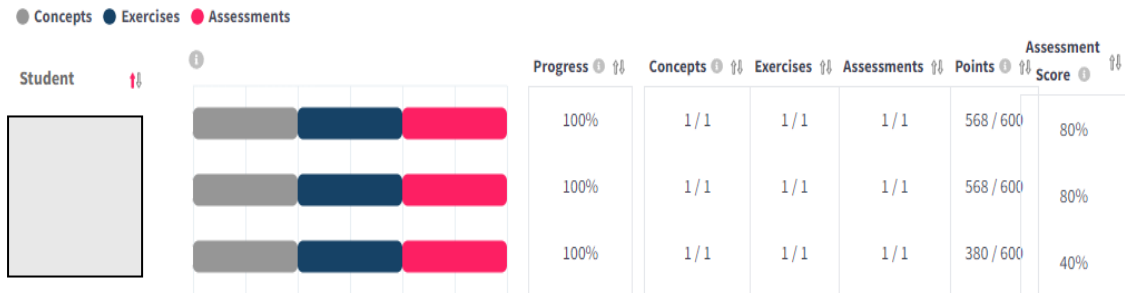 Concepts Exercises Assessments
Student Progress Concepts Exercises Assessments Points Assessment Score
100% 1 / 1 1 / 1 1 / 1 568 / 600 80%
100% 1 / 1 1 / 1 1 / 1 568 / 600 80%
100% 1 / 1 1 / 1 1 / 1 380 / 600 40%